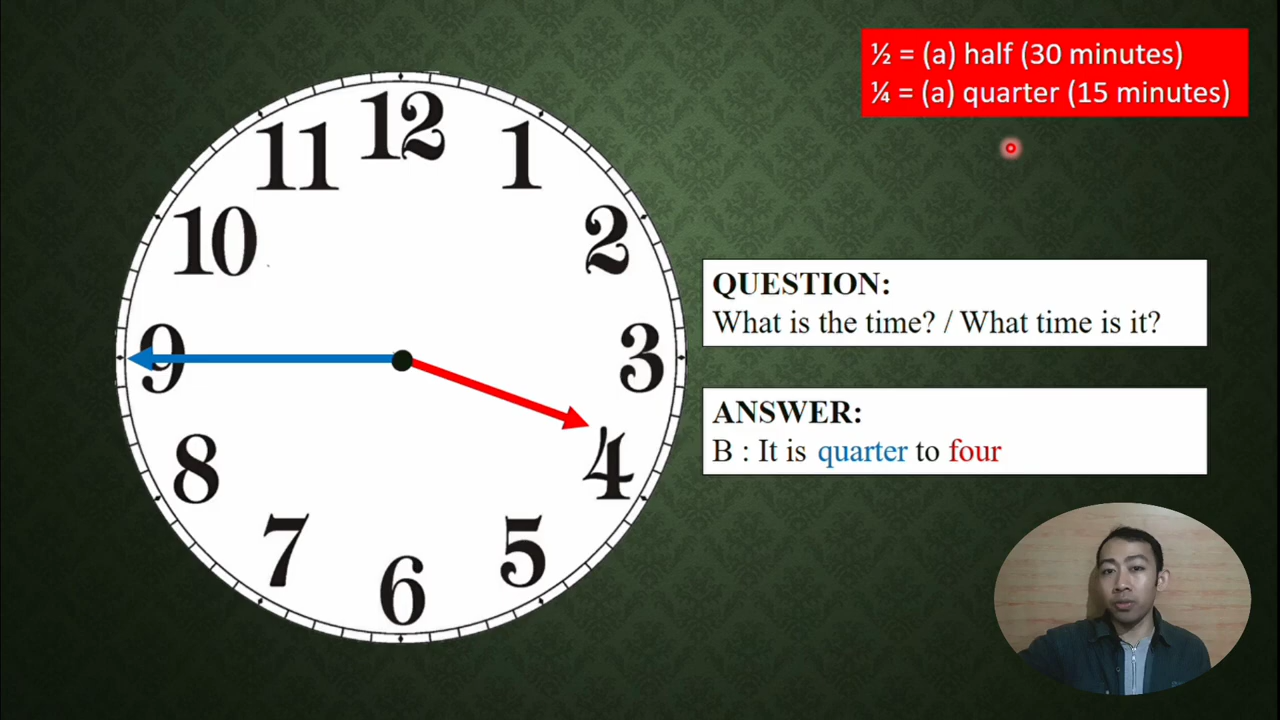 ½ = (a) half (30 minutes)
¼ = (a) quarter (15 minutes)
12
1
2
3
4
5
6
7
8
9
10
11
QUESTION:
What is the time? / What time is it?
ANSWER:
B : It is quarter to four